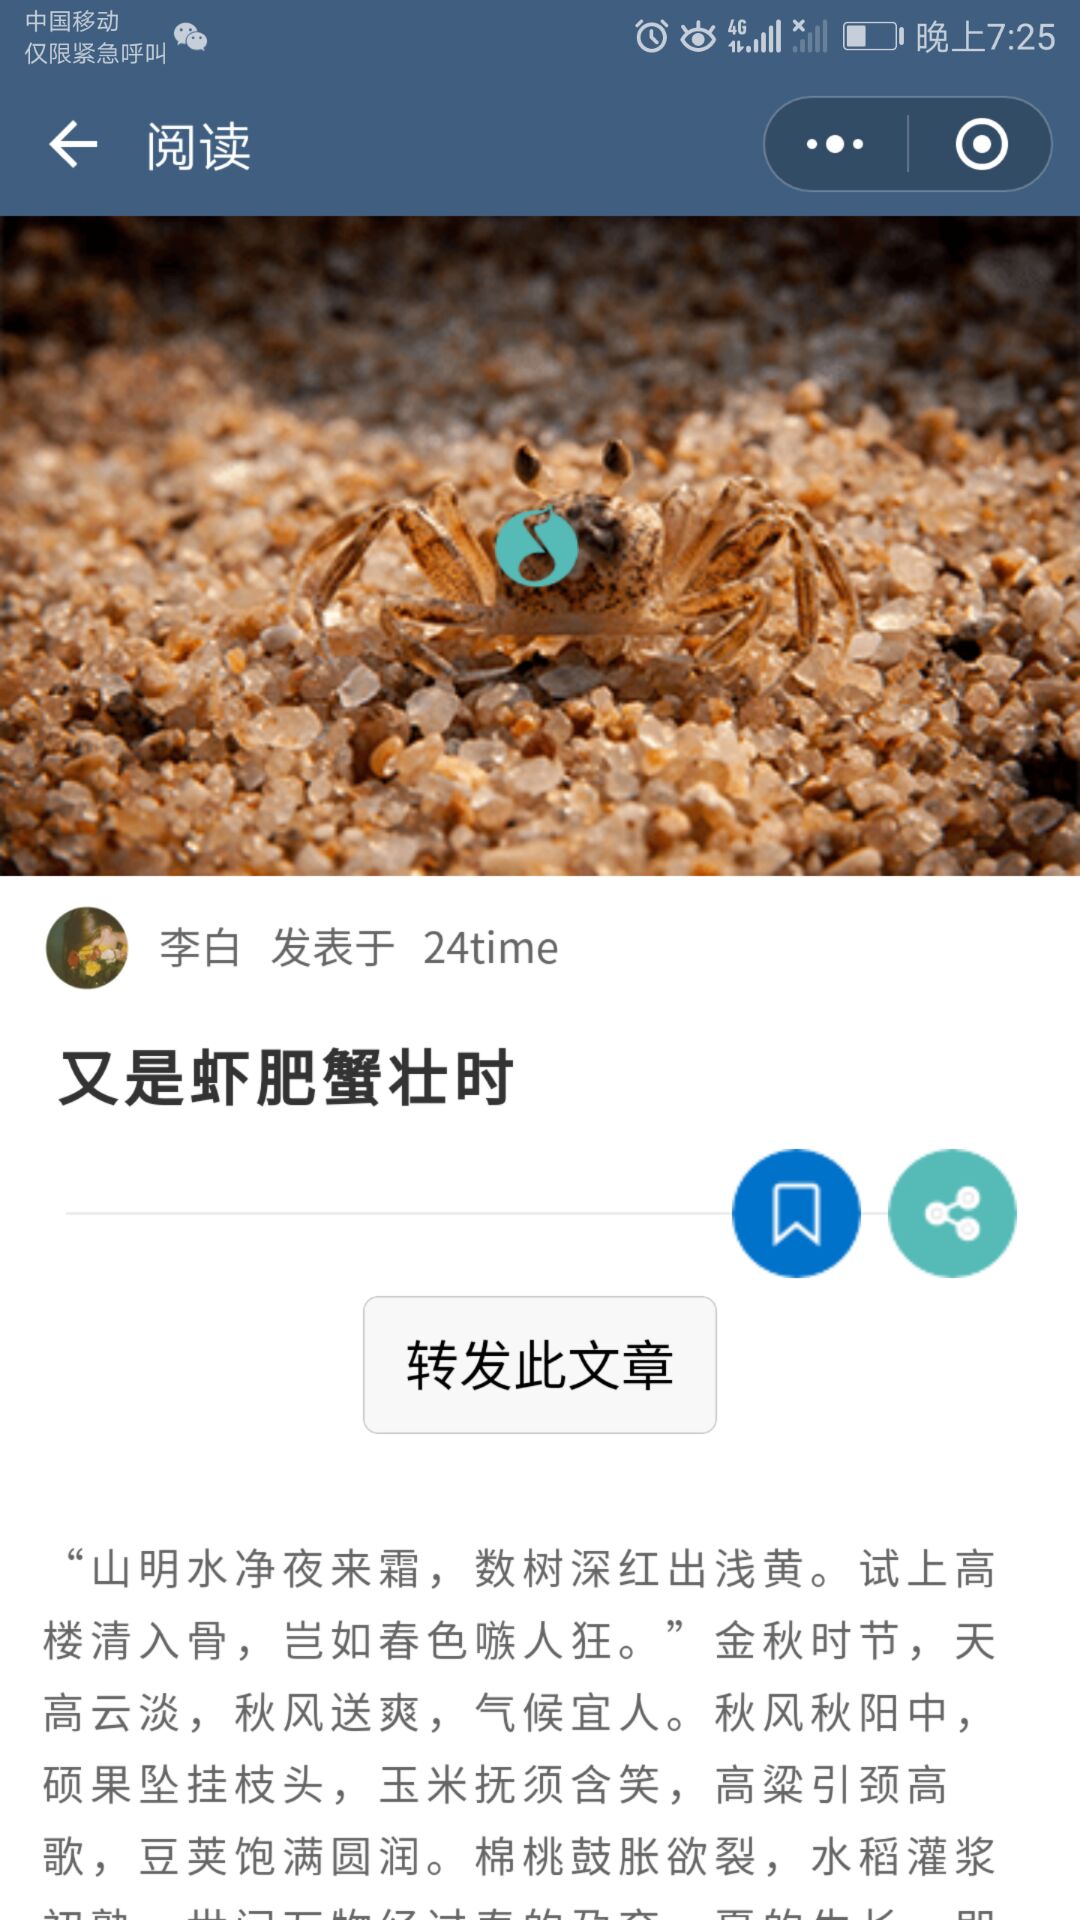 中国移动
仅限紧急呼叫
4G
晚上7:25
阅读
李白 发表于 24time
又是虾肥蟹壮时
转发此文章
“山明水净夜来霜，数树深红出浅黄。试上高
楼清入骨，岂如春色嗾人狂。”金秋时节，天
高云淡，秋风送爽，气候宜人。秋风秋阳中，
硕果坠挂枝头，玉米抚须含笑，高粱引颈高
歌，豆荚饱满圆润。棉桃鼓胀欲裂，水稻灌浆